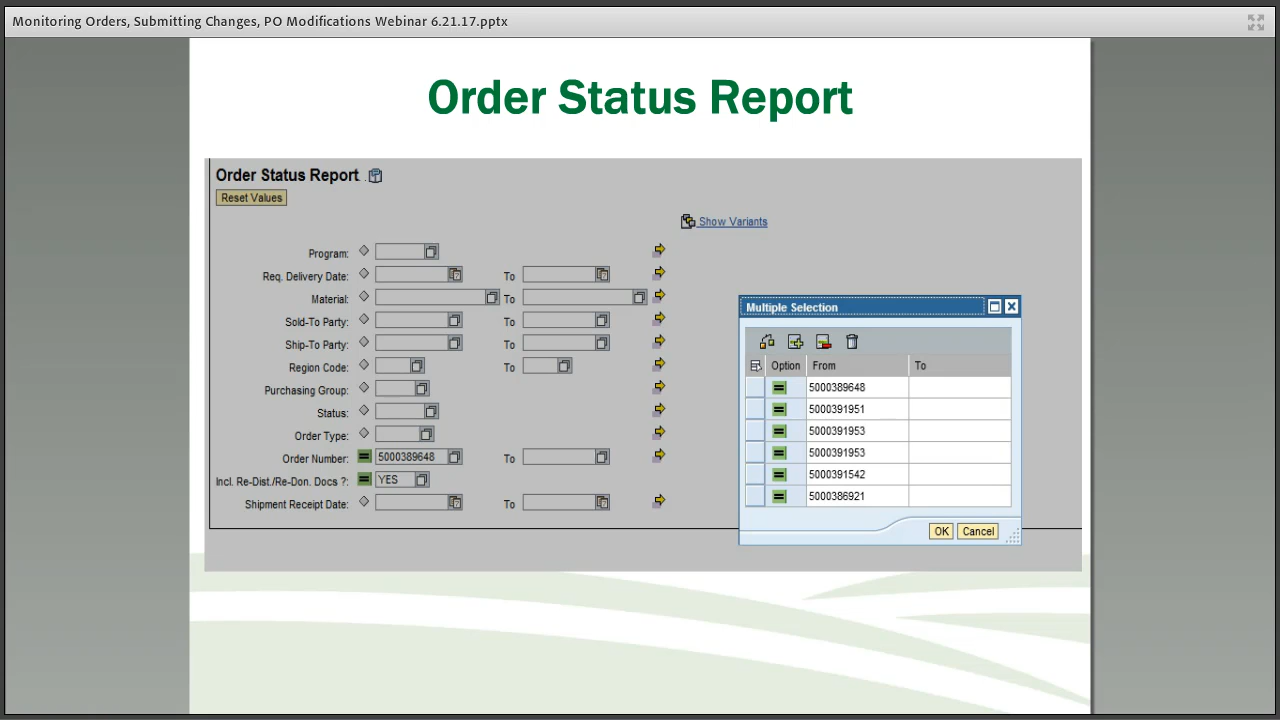 Monitoring Orders, Submitting Changes, PO Modifications Webinar 6.21.17.pptx
Order Status Report
Order Status Report
Reset Values
Show Variants
Program:
Req. Delivery Date: To
Material: To
Sold-To Party: To
Ship-To Party: To
Region Code: To
Purchasing Group:
Status:
Order Type:
Order Number: 5000389648 To
Incl. Re-Dist./Re-Don. Docs ?: YES
Shipment Receipt Date: To
Multiple Selection
Option From To
5000389648
5000391951
5000391953
5000391953
5000391542
5000386921
OK Cancel